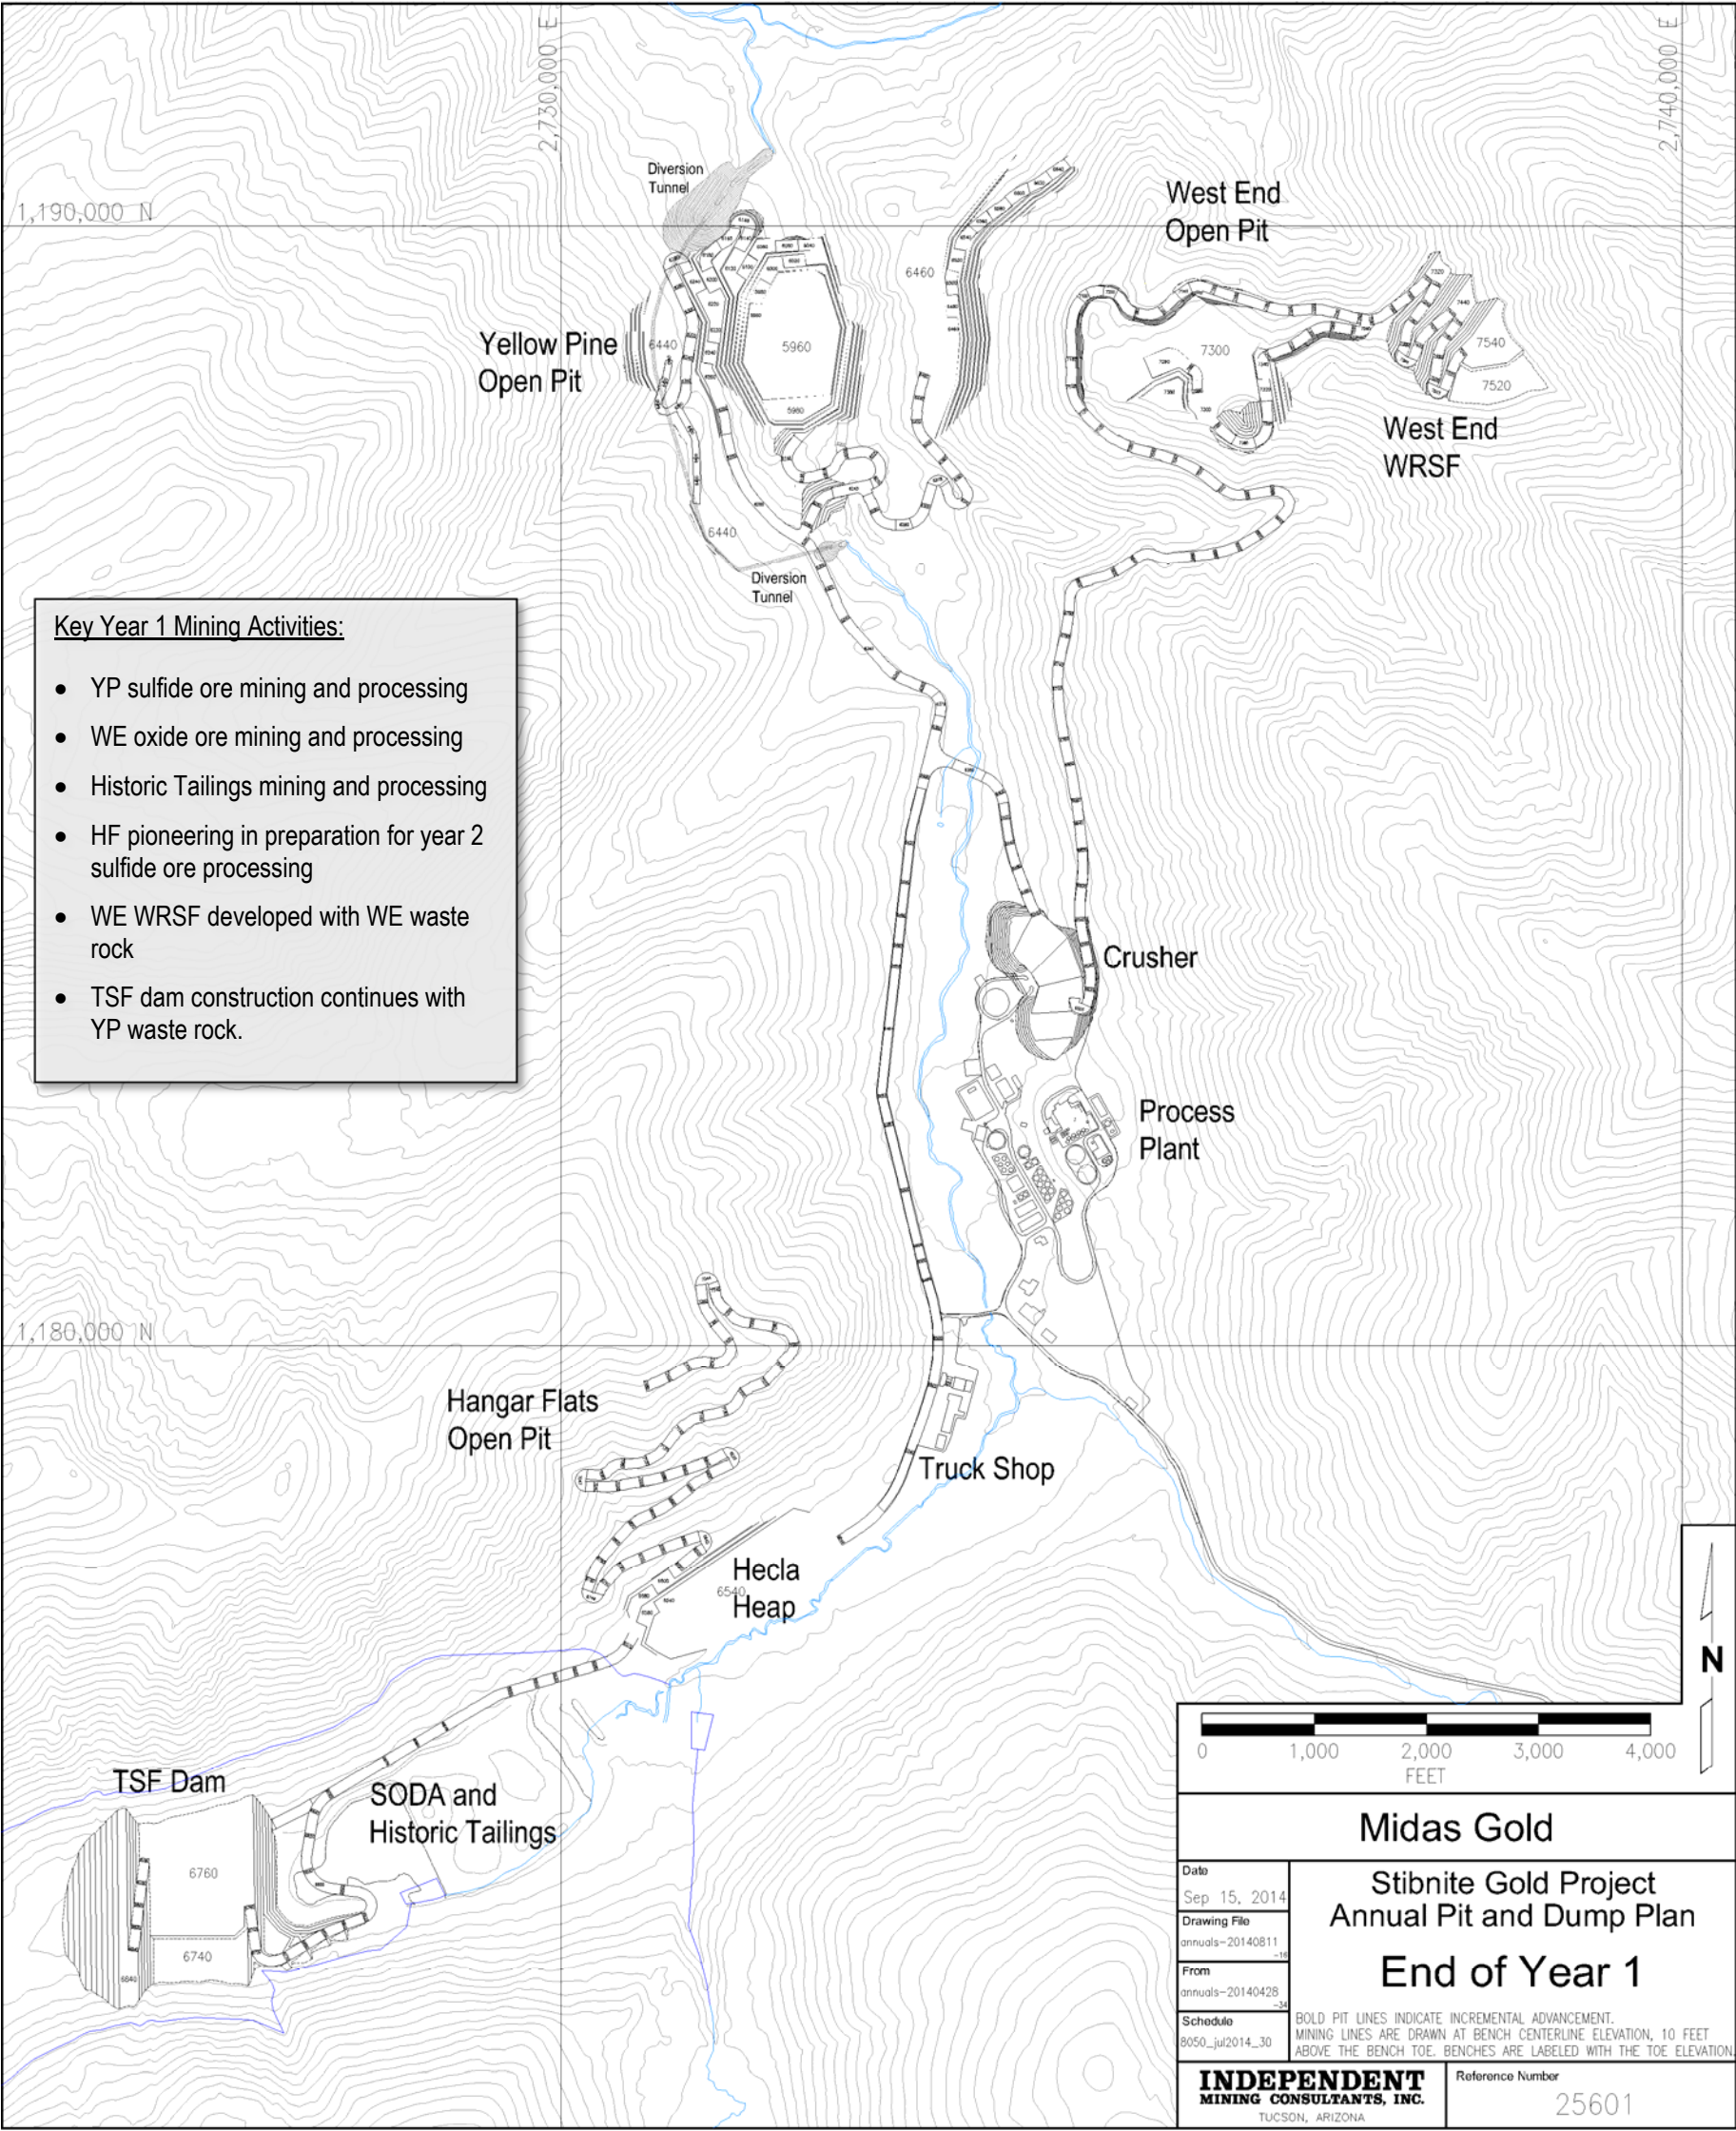 2,730,000 E
2,740,000 E
1,190,000 N
Diversion
Tunnel
West End
Open Pit
6460
Yellow Pine
Open Pit
6440
5960
5980
7300
7320
7440
7540
7520
West End
WRSF
6440
Diversion
Tunnel
Key Year 1 Mining Activities:
• YP sulfide ore mining and processing
• WE oxide ore mining and processing
• Historic Tailings mining and processing
• HF pioneering in preparation for year 2
sulfide ore processing
• WE WRSF developed with WE waste
rock
• TSF dam construction continues with
YP waste rock.
Crusher
Process
Plant
1,180,000 N
Hangar Flats
Open Pit
Truck Shop
Hecla
6540
Heap
TSF Dam
SODA and
Historic Tailings
6760
6740
6640
N
0 1,000 2,000 3,000 4,000
FEET
Midas Gold
Date
Sep 15, 2014
Drawing File
annuals-20140811
-16
From
annuals-20140428
-34
Schedule
8050_jul2014_30
Stibnite Gold Project
Annual Pit and Dump Plan
End of Year 1
BOLD PIT LINES INDICATE INCREMENTAL ADVANCEMENT.
MINING LINES ARE DRAWN AT BENCH CENTERLINE ELEVATION, 10 FEET
ABOVE THE BENCH TOE. BENCHES ARE LABELED WITH THE TOE ELEVATION.
INDEPENDENT
MINING CONSULTANTS, INC.
TUCSON, ARIZONA
Reference Number
25601